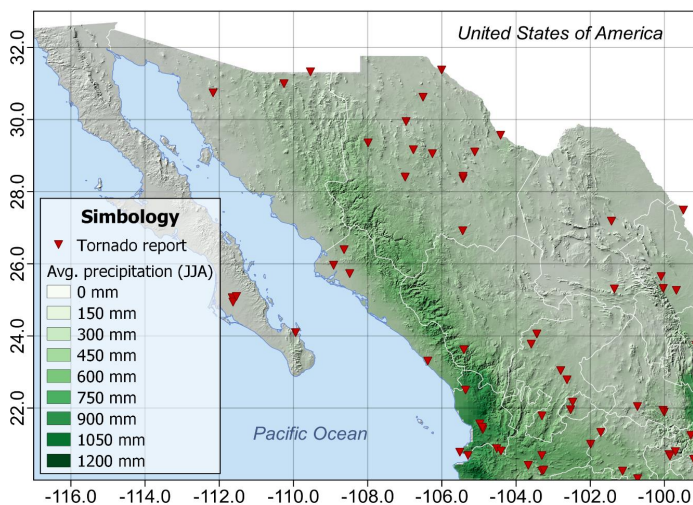 United States of America
32.0
30.0
28.0
26.0
24.0
22.0
Simbology
Tornado report
Avg. precipitation (JJA)
0 mm
150 mm
300 mm
450 mm
600 mm
750 mm
900 mm
1050 mm
1200 mm
Pacific Ocean
-116.0 -114.0 -112.0 -110.0 -108.0 -106.0 -104.0 -102.0 -100.0